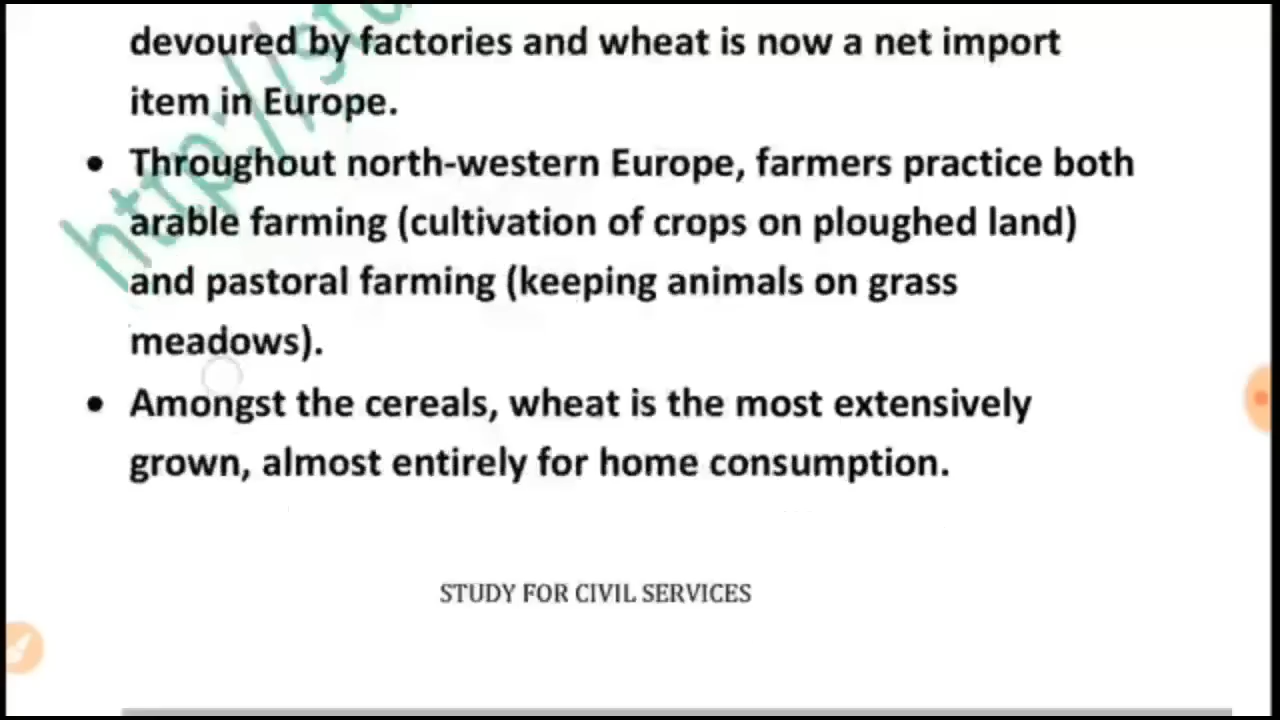 devoured by factories and wheat is now a net import
item in Europe.
• Throughout north-western Europe, farmers practice both
arable farming (cultivation of crops on ploughed land)
and pastoral farming (keeping animals on grass
meadows).
• Amongst the cereals, wheat is the most extensively
grown, almost entirely for home consumption.
STUDY FOR CIVIL SERVICES
http://